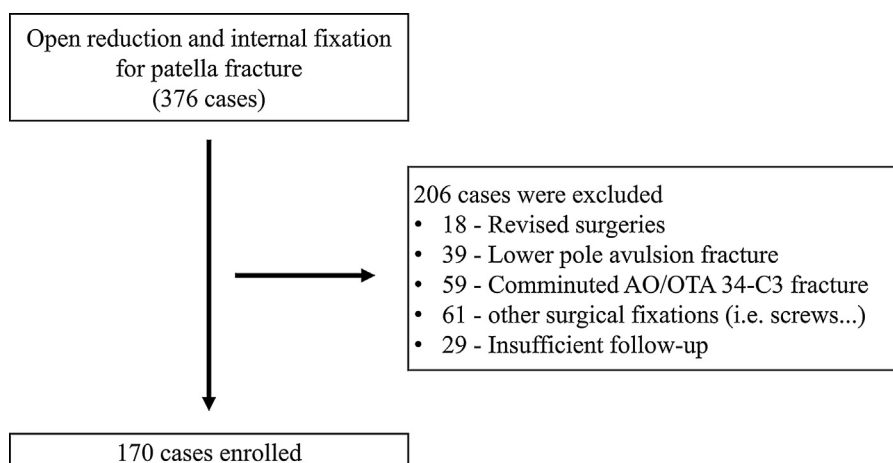 Open reduction and internal fixation
for patella fracture
(376 cases)
206 cases were excluded
• 18 - Revised surgeries
• 39 - Lower pole avulsion fracture
• 59 - Comminuted AO/OTA 34-C3 fracture
• 61 - other surgical fixations (i.e. screws...)
• 29 - Insufficient follow-up
170 cases enrolled